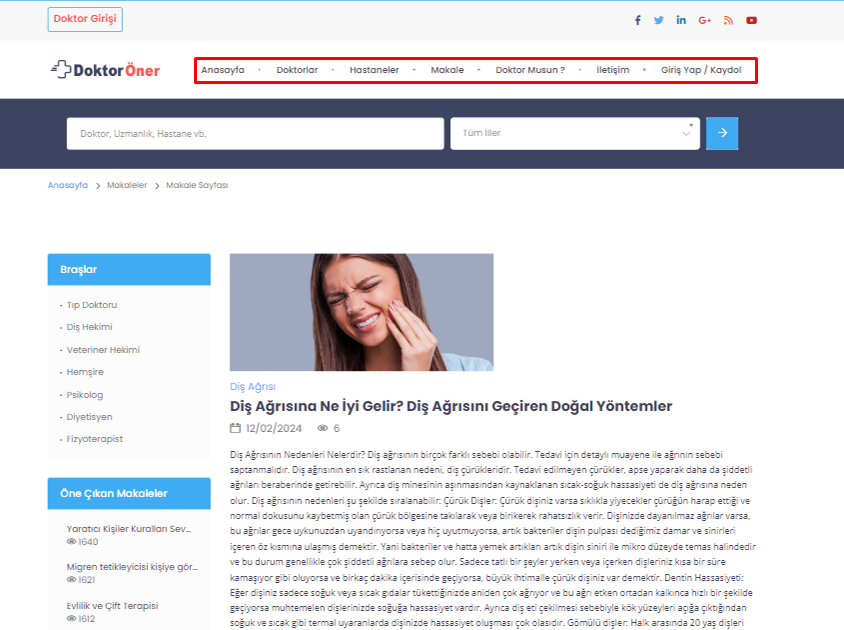 Doktor Girişi
DoktorÖner
Anasayfa - Doktorlar - Hastaneler - Makale - Doktor Musun ? - İletişim • Giriş Yap / Kaydol
Doktor, Uzmanlık, Hastane vb.
Tüm İller
Anasayfa > Makaleler > Makale Sayfası
Braşlar
• Tıp Doktoru
• Diş Hekimi
• Veteriner Hekimi
• Hemşire
• Psikolog
• Diyetisyen
• Fizyoterapist
Öne Çıkan Makaleler
Yaratıcı Kişiler Kuralları Sev...
1640
Migren tetikleyicisi kişiye gör...
1621
Evlilik ve Çift Terapisi
1612
Diş Ağrısı
Diş Ağrısına Ne İyi Gelir? Diş Ağrısını Geçiren Doğal Yöntemler
12/02/2024 6
Diş Ağrısının Nedenleri Nelerdir? Diş ağrısının birçok farklı sebebi olabilir. Tedavi için detaylı muayene ile ağrının sebebi
saptanmalıdır. Diş ağrısının en sık rastlanan nedeni, diş çürükleridir. Tedavi edilmeyen çürükler, apse yaparak daha da şiddetli
ağrıları beraberinde getirebilir. Ayrıca diş minesinin aşınmasından kaynaklanan sıcak-soğuk hassasiyeti de diş ağrısına neden
olur. Diş ağrısının nedenleri şu şekilde sıralanabilir: Çürük Dişler: Çürük dişiniz varsa sıklıkla yiyecekler çürüğün harap ettiği ve
normal dokusunu kaybetmiş olan çürük bölgesine takılarak veya birikerek rahatsızlık verir. Dişinizde dayanılmaz ağrılar varsa,
bu ağrılar gece uykunuzdan uyandırıyorsa veya hiç uyutmuyorsa, artık bakteriler dişin pulpası dediğimiz damar ve sinirleri
içeren öz kısmına ulaşmış demektir. Yani bakteriler ve hatta yemek artıkları artık dişin siniri ile mikro düzeyde temas halindedir
ve bu durum genellikle çok şiddetli ağrılara sebep olur. Sadece tatlı bir şeyler yerken veya içerken dişleriniz kısa bir süre
kamaşıyor gibi oluyorsa ve birkaç dakika içerisinde geçiyorsa, büyük ihtimalle çürük dişiniz var demektir. Dentin Hassasiyeti:
Eğer dişiniz sadece soğuk veya sıcak gıdalar tükettiğinizde aniden çok ağrıyor ve bu ağrı etken ortadan kalkınca hızlı bir şekilde
geçiyorsa muhtemelen dişlerinizde soğuğa hassasiyet vardır. Ayrıca diş eti çekilmesi sebebiyle kök yüzeyleri açığa çıktığından
soğuk ve sıcak gibi termal uyaranlarda dişinizde hassasiyet oluşması çok olasıdır. Gömülü dişler: Halk arasında 20 yaş dişleri